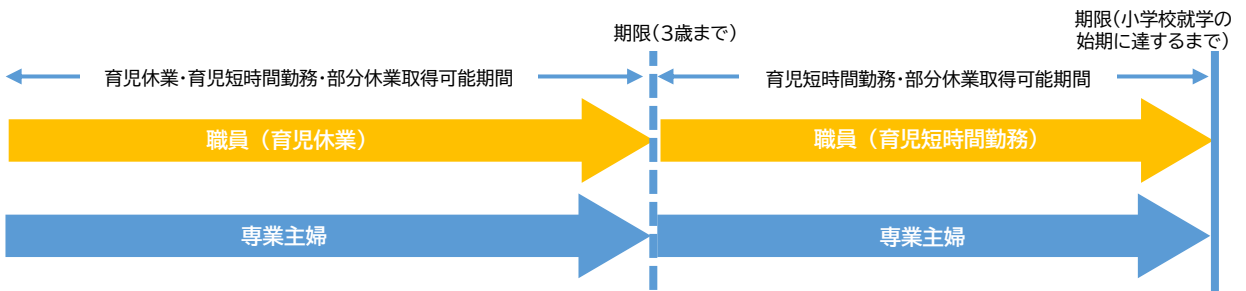 期限(3歳まで)
期限(小学校就学の
始期に達するまで)
育児休業・育児短時間勤務・部分休業取得可能期間
育児短時間勤務・部分休業取得可能期間
職員（育児休業）
職員（育児短時間勤務）
専業主婦
専業主婦